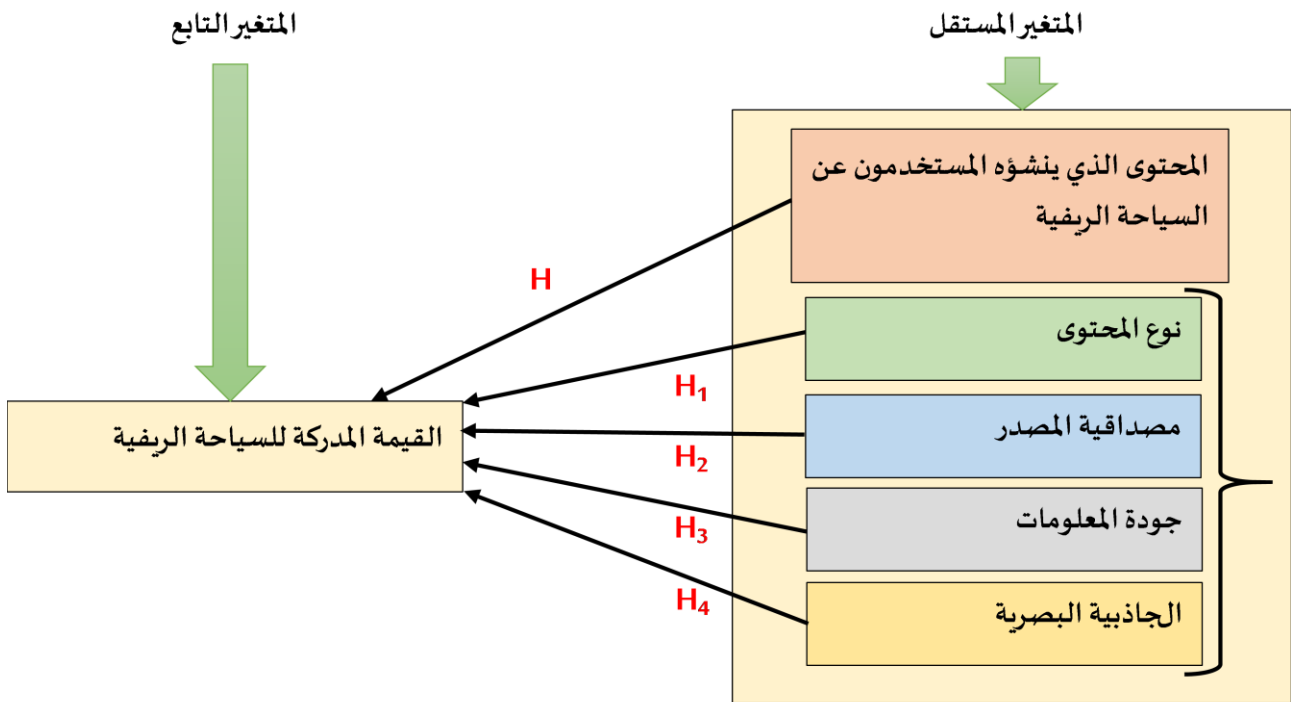 المتغير المستقل
المتغير التابع
المحتوى الذي ينشؤه المستخدمون عن
السياحة الريفية
H
نوع المحتوى
H₁
مصداقية المصدر
القيمة المدركة للسياحة الريفية
H₂
جودة المعلومات
H₃
الجاذبية البصرية
H₄